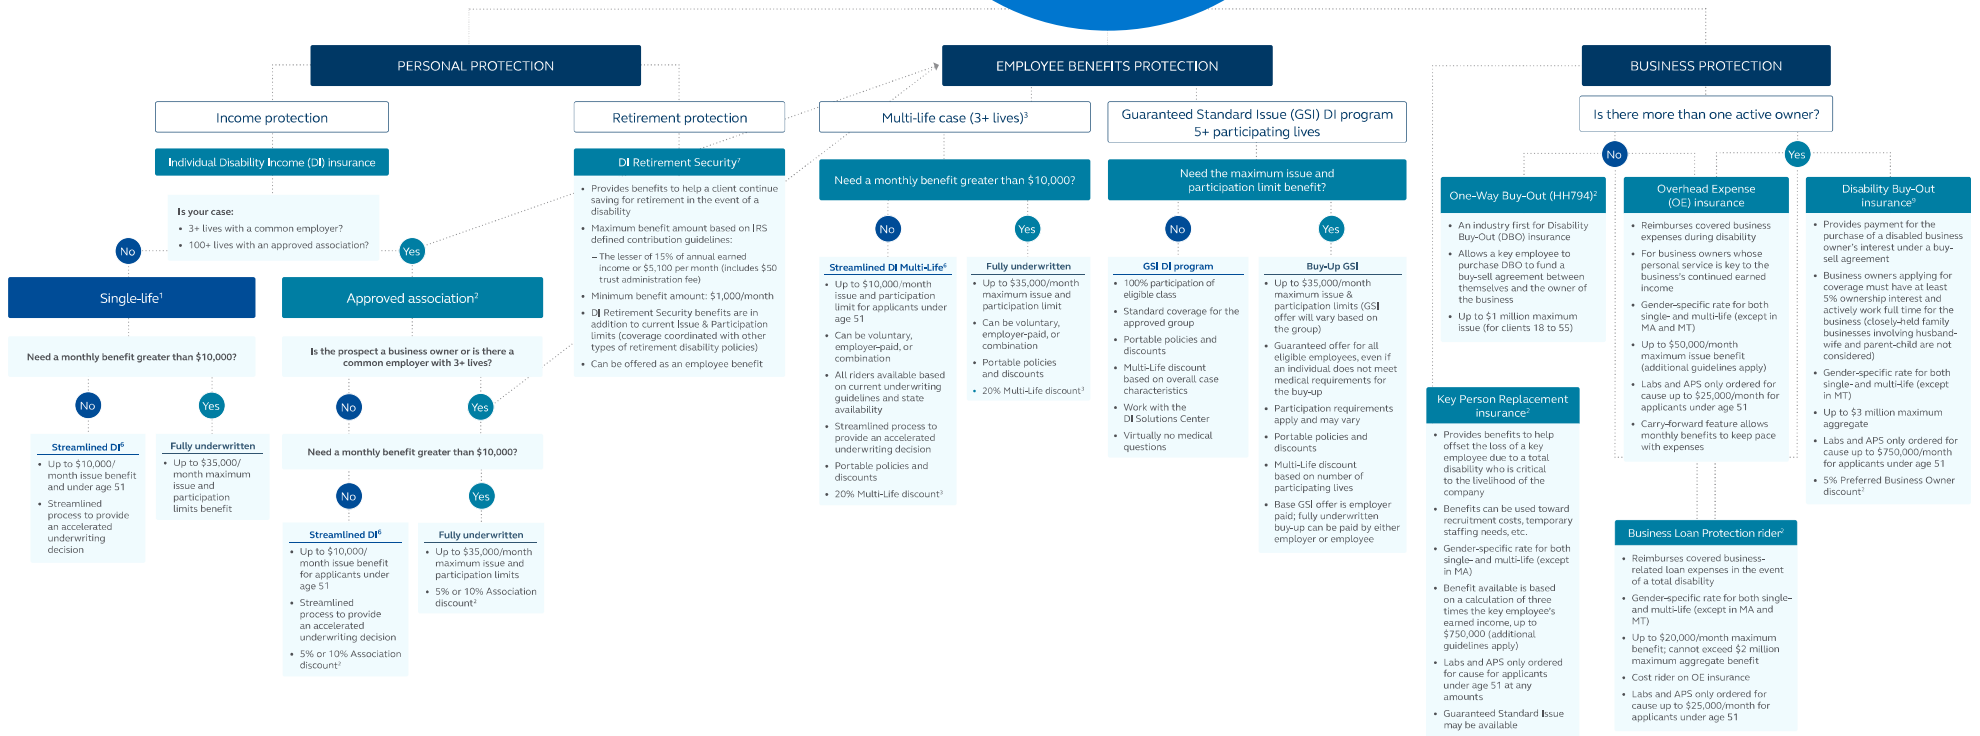 PERSONAL PROTECTION
Income protection
Individual Disability Income (DI) insurance
Is your case:
• 3+ lives with a common employer?
• 100+ lives with an approved association?
No
Yes
Single-life¹
Need a monthly benefit greater than $10,000?
No
Yes
Streamlined DI⁶
• Up to $10,000/
month issue benefit
and under age 51
• Streamlined
process to provide
an accelerated
underwriting
decision
Fully underwritten
• Up to $35,000/
month maximum
issue and
participation
limits benefit
Approved association²
Is the prospect a business owner or is there a
common employer with 3+ lives?
No
Yes
Need a monthly benefit greater than $10,000?
No
Yes
Streamlined DI⁶
• Up to $10,000/
month issue benefit
for applicants under
age 51
• Streamlined
process to provide
an accelerated
underwriting decision
• 5% or 10% Association
discount²
Fully underwritten
• Up to $35,000/month
maximum issue and
participation limits
• 5% or 10% Association
discount²
Retirement protection
DI Retirement Security⁷
• Provides benefits to help a client continue
saving for retirement in the event of a
disability
• Maximum benefit amount based on IRS
defined contribution guidelines:
– The lesser of 15% of annual earned
income or $5,100 per month (includes $50
trust administration fee)
• Minimum benefit amount: $1,000/month
• DI Retirement Security benefits are in
addition to current Issue & Participation
limits (coverage coordinated with other
types of retirement disability policies)
• Can be offered as an employee benefit
EMPLOYEE BENEFITS PROTECTION
Multi-life case (3+ lives)³
Need a monthly benefit greater than $10,000?
No
Yes
Streamlined DI Multi-Life⁶
• Up to $10,000/month
issue and participation
limit for applicants under
age 51
• Can be voluntary,
employer-paid, or
combination
• All riders available based
on current underwriting
guidelines and state
availability
• Streamlined process to
provide an accelerated
underwriting decision
• Portable policies and
discounts
• 20% Multi-Life discount³
Fully underwritten
• Up to $35,000/month
maximum issue and
participation limit
• Can be voluntary,
employer-paid, or
combination
• Portable policies
and discounts
• 20% Multi-Life discount³
Guaranteed Standard Issue (GSI) DI program
5+ participating lives
Need the maximum issue and
participation limit benefit?
No
Yes
GSI DI program
• 100% participation of
eligible class
• Standard coverage for the
approved group
• Portable policies and
discounts
• Multi-Life discount
based on overall case
characteristics
• Work with the
DI Solutions Center
• Virtually no medical
questions
Buy-Up GSI
• Up to $35,000/month
maximum issue &
participation limits (GSI
offer will vary based on
the group)
• Guaranteed offer for all
eligible employees, even if
an individual does not meet
medical requirements for
the buy-up
• Participation requirements
apply and may vary
• Portable policies and
discounts
• Multi-Life discount
based on number of
participating lives
• Base GSI offer is employer
paid; fully underwritten
buy-up can be paid by either
employer or employee
BUSINESS PROTECTION
Is there more than one active owner?
No
Yes
One-Way Buy-Out (HH794)²
• An industry first for Disability
Buy-Out (DBO) insurance
• Allows a key employee to
purchase DBO to fund a
buy-sell agreement between
themselves and the owner of
the business
• Up to $1 million maximum
issue (for clients 18 to 55)
Key Person Replacement
insurance²
• Provides benefits to help
offset the loss of a key
employee due to a total
disability who is critical
to the livelihood of the
company
• Benefits can be used toward
recruitment costs, temporary
staffing needs, etc.
• Gender-specific rate for both
single- and multi-life (except
in MA)
• Benefit available is based
on a calculation of three
times the key employee's
earned income, up to
$750,000 (additional
guidelines apply)
• Labs and APS only ordered
for cause for applicants
under age 51 at any
amounts
• Guaranteed Standard Issue
may be available
Overhead Expense
(OE) insurance
• Reimburses covered business
expenses during disability
• For business owners whose
personal service is key to the
business's continued earned
income
• Gender-specific rate for both
single- and multi-life (except in
MA and MT)
• Up to $50,000/month
maximum issue benefit
(additional guidelines apply)
• Labs and APS only ordered for
cause up to $25,000/month for
applicants under age 51
• Carry-forward feature allows
monthly benefits to keep pace
with expenses
Business Loan Protection rider²
• Reimburses covered business-
related loan expenses in the event
of a total disability
• Gender-specific rate for both single-
and multi-life (except in MA and
MT)
• Up to $20,000/month maximum
benefit; cannot exceed $2 million
maximum aggregate benefit
• Cost rider on OE insurance
• Labs and APS only ordered for
cause up to $25,000/month for
applicants under age 51
Disability Buy-Out
insurance⁹
• Provides payment for the
purchase of a disabled business
owner's interest under a buy-
sell agreement
• Business owners applying for
coverage must have at least
5% ownership interest and
actively work full time for the
business (closely-held family
businesses involving husband-
wife and parent-child are not
considered)
• Gender-specific rate for both
single- and multi-life (except
in MT)
• Up to $3 million maximum
aggregate
• Labs and APS only ordered for
cause up to $750,000/month
for applicants under age 51
• 5% Preferred Business Owner
discount²